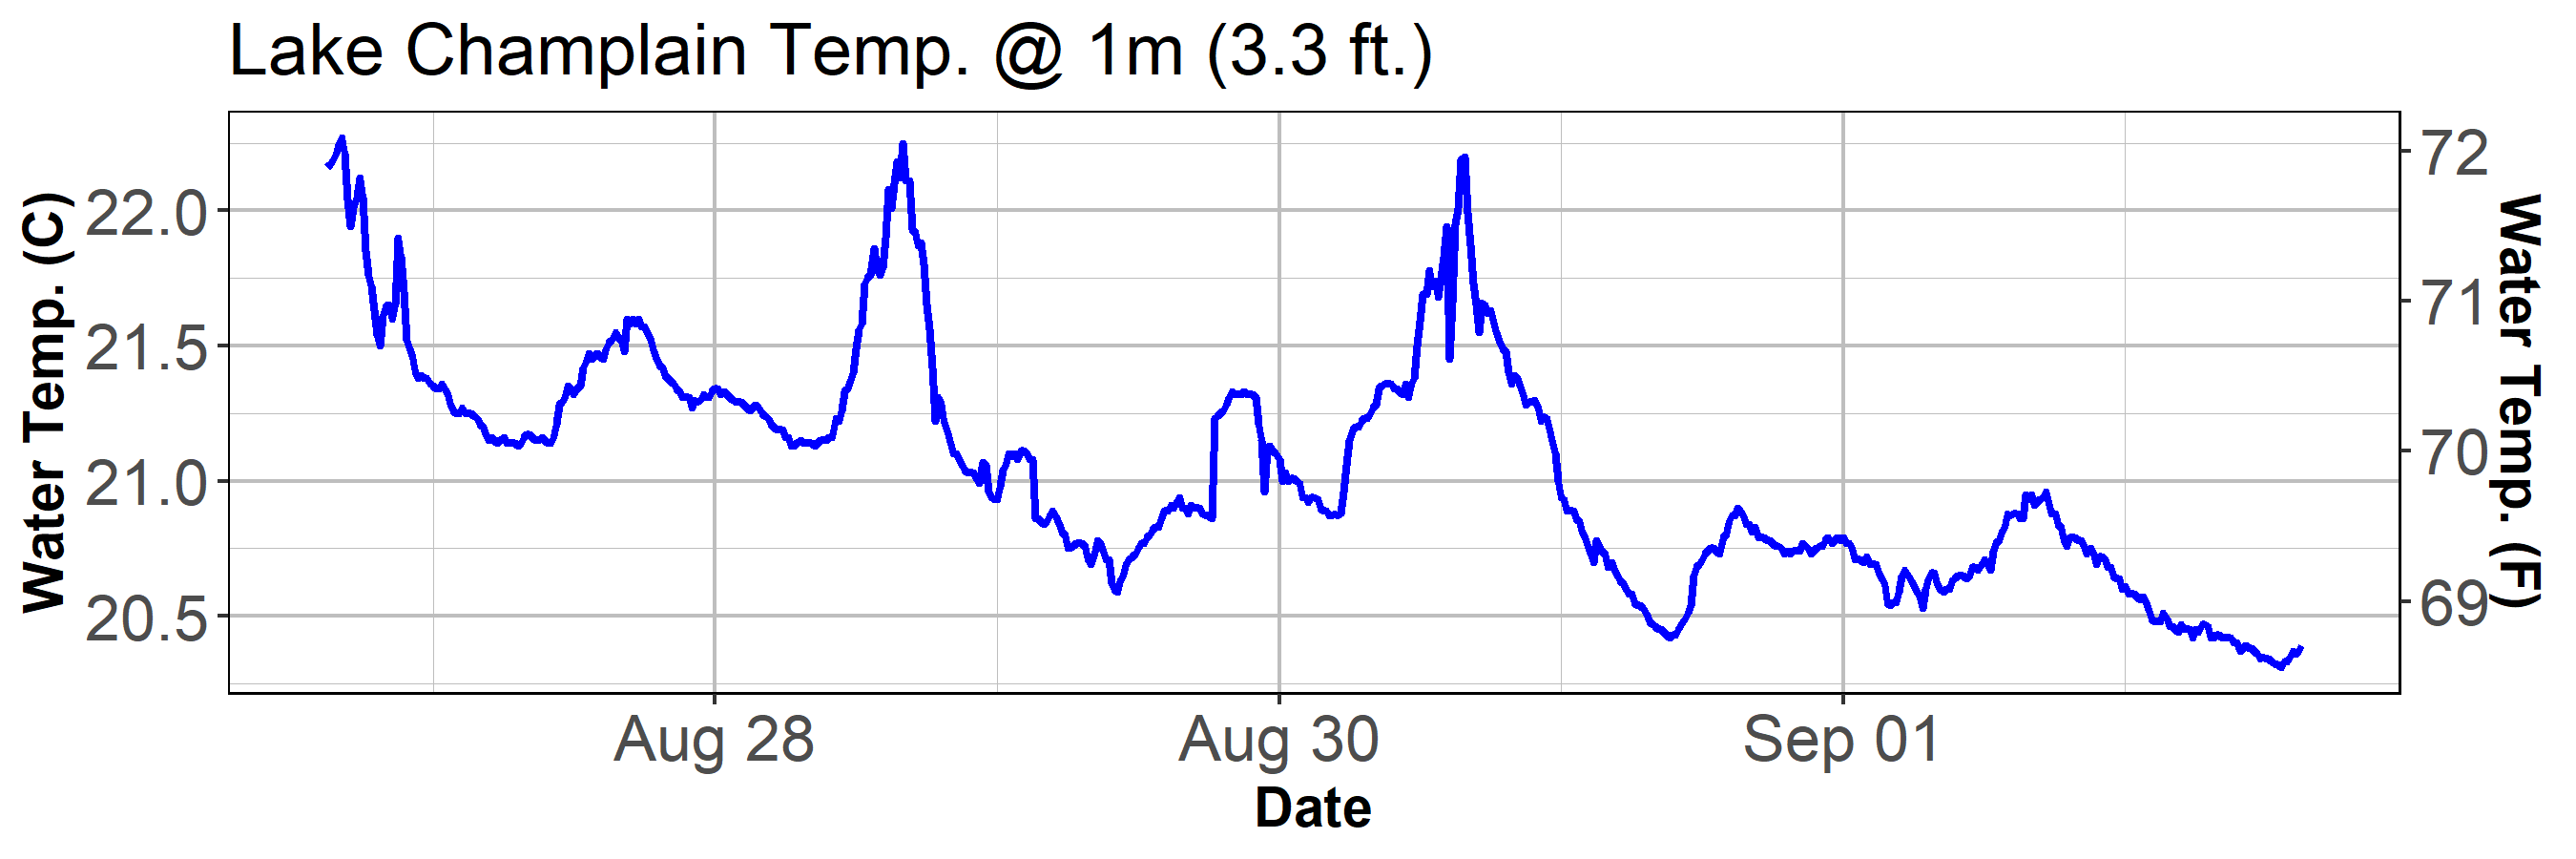 Lake Champlain Temp. @ 1m (3.3 ft.)
Water Temp. (C)
22.0
21.5
21.0
20.5
72
71
70
69
Water Temp. (F)
Aug 28
Aug 30
Sep 01
Date